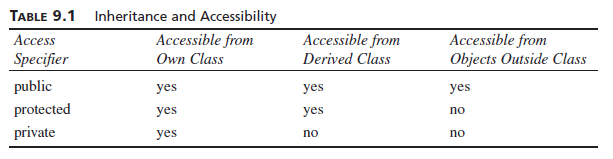 TABLE 9.1 Inheritance and Accessibility
Access Accessible from Accessible from Accessible from
Specifier Own Class Derived Class Objects Outside Class
public yes yes yes
protected yes yes no
private yes no no